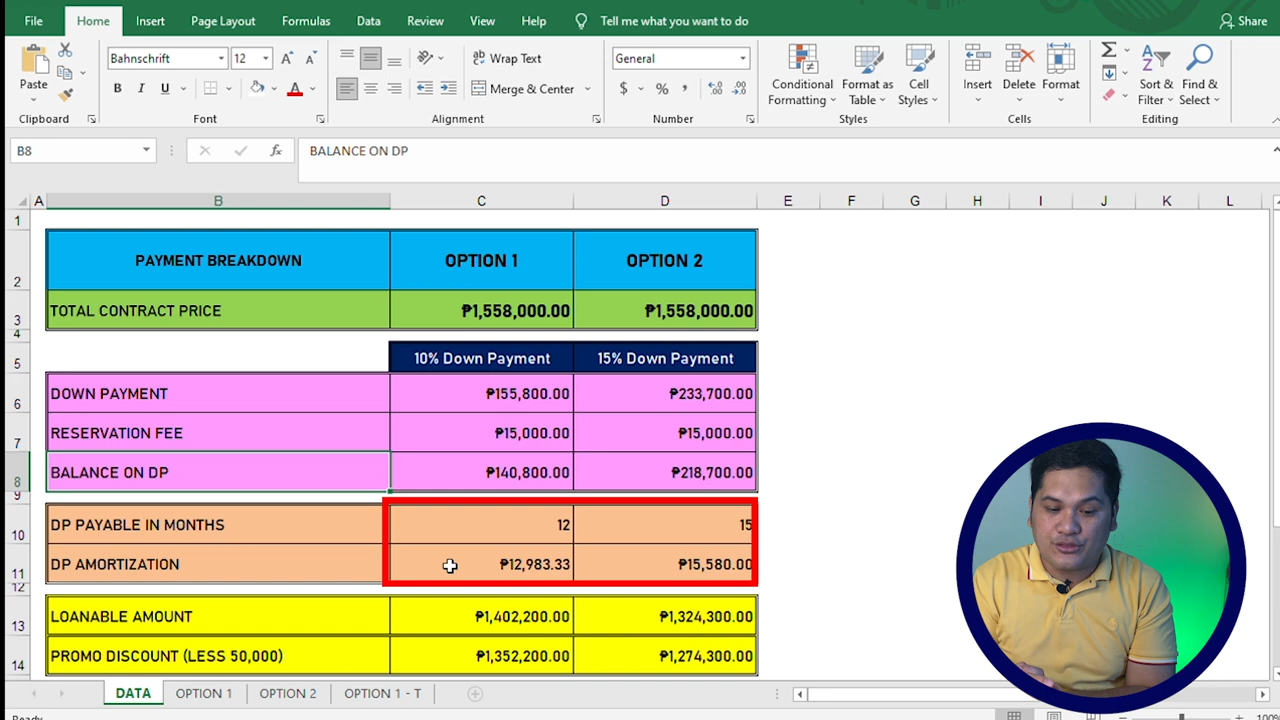 File Home Insert Page Layout Formulas Data Review View Help Tell me what you want to do Share
Paste
Clipboard
Bahnschrift 12
B I U
Font
Wrap Text
Merge & Center
Alignment
General
$ % ,
Number
Conditional Formatting
Format as Table
Cell Styles
Styles
Insert Delete Format
Cells
Sort & Filter
Find & Select
Editing
B8 fx BALANCE ON DP
A B C D E F G H I J K L
1
2 PAYMENT BREAKDOWN OPTION 1 OPTION 2
3 TOTAL CONTRACT PRICE ₱1,558,000.00 ₱1,558,000.00
4
5 10% Down Payment 15% Down Payment
6 DOWN PAYMENT ₱155,800.00 ₱233,700.00
7 RESERVATION FEE ₱15,000.00 ₱15,000.00
8 BALANCE ON DP ₱140,800.00 ₱218,700.00
9
10 DP PAYABLE IN MONTHS 12 15
11 DP AMORTIZATION ₱12,983.33 ₱15,580.00
12
13 LOANABLE AMOUNT ₱1,402,200.00 ₱1,324,300.00
14 PROMO DISCOUNT (LESS 50,000) ₱1,352,200.00 ₱1,274,300.00
DATA OPTION 1 OPTION 2 OPTION 1 - T